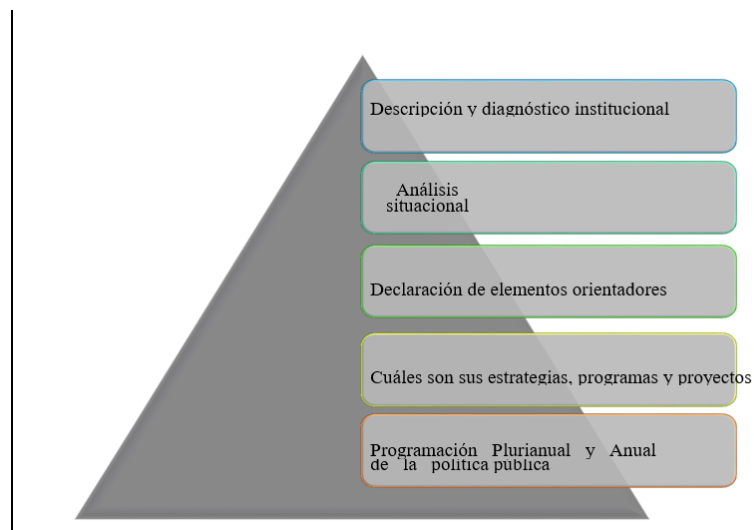 Descripción y diagnóstico institucional
Análisis
situacional
Declaración de elementos orientadores
Cuáles son sus estrategias, programas y proyectos
Programación Plurianual y Anual
de la política pública